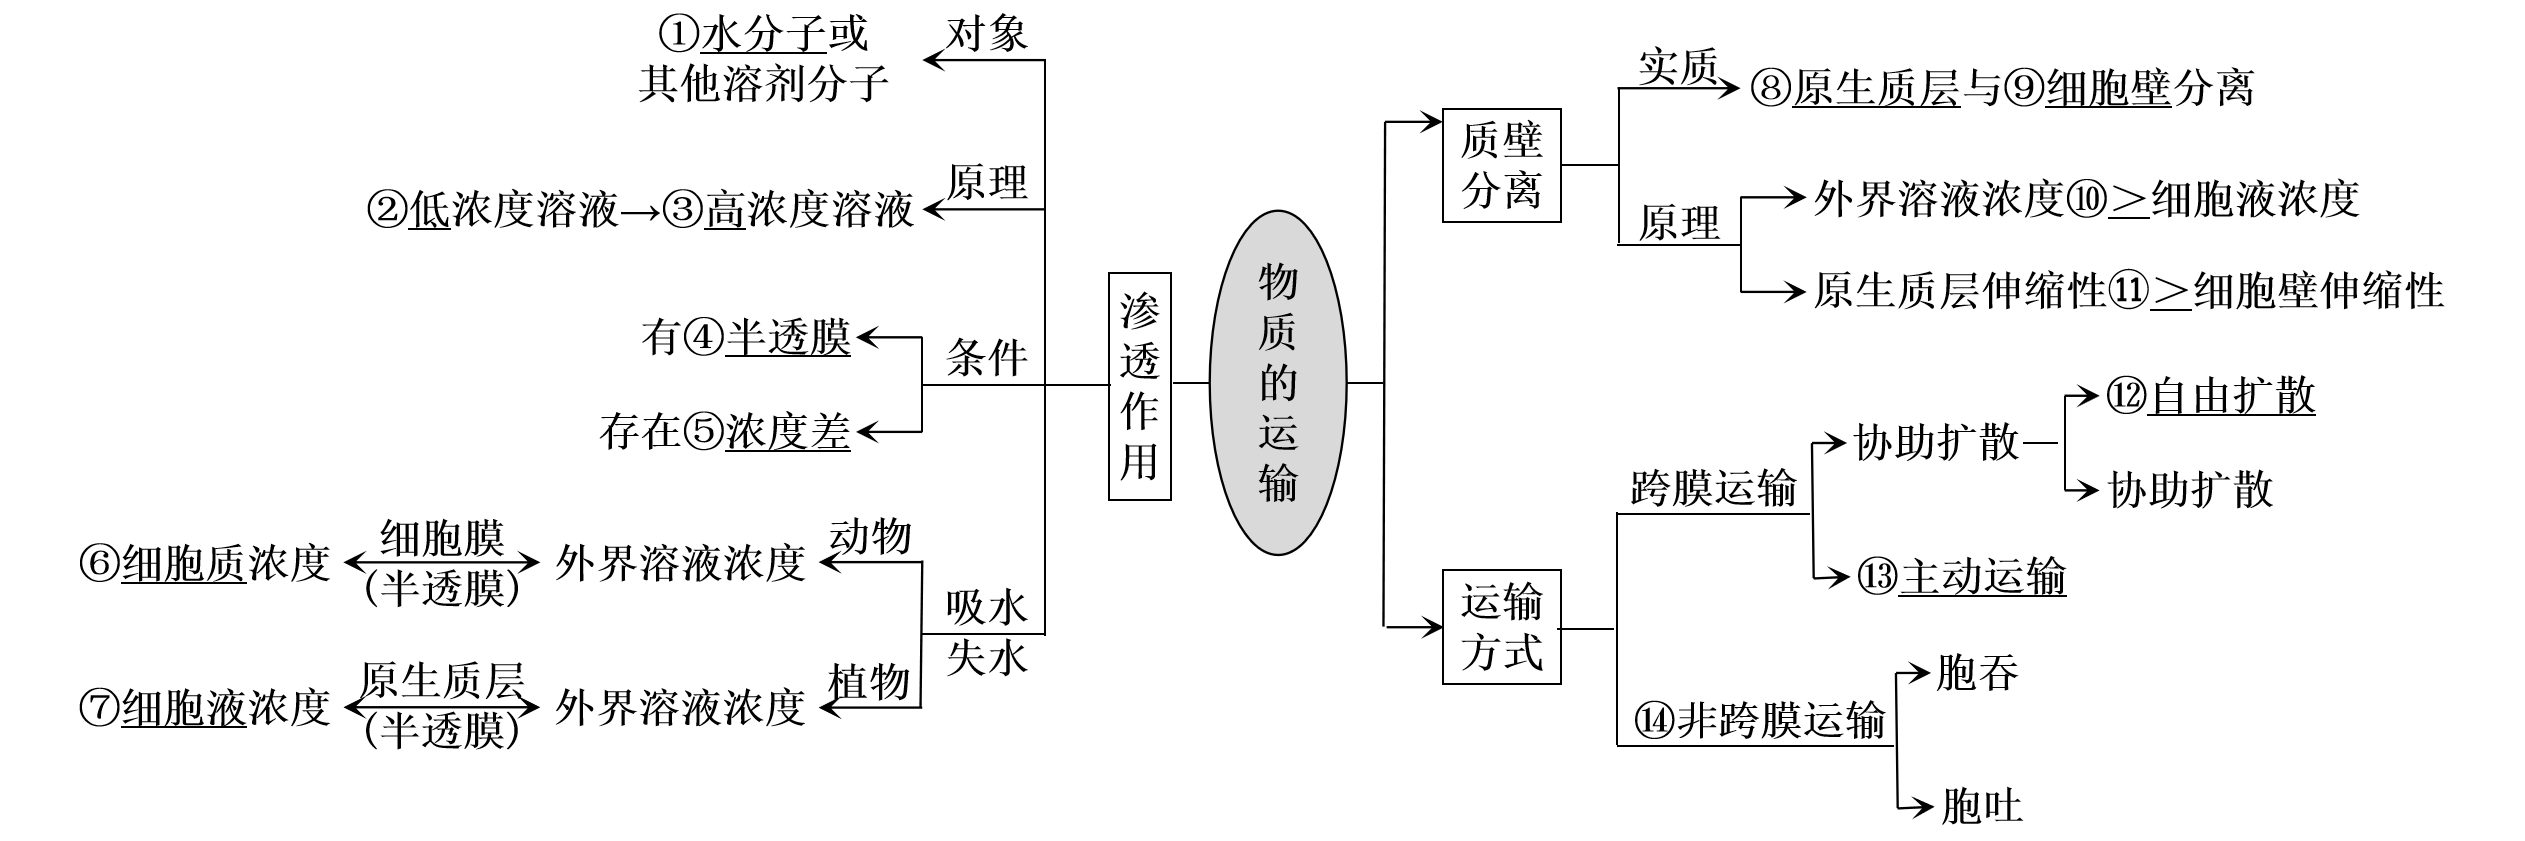 ①水分子或
其他溶剂分子
对象
②低浓度溶液→③高浓度溶液
原理
有④半透膜
存在⑤浓度差
条件
⑥细胞质浓度
细胞膜
(半透膜)
外界溶液浓度
动物
⑦细胞液浓度
原生质层
(半透膜)
外界溶液浓度
植物
吸水
失水
渗透作用
物质的运输
质壁
分离
实质
⑧原生质层与⑨细胞壁分离
原理
外界溶液浓度⑩>细胞液浓度
原生质层伸缩性⑪>细胞壁伸缩性
运输
方式
跨膜运输
协助扩散
⑫自由扩散
协助扩散
⑬主动运输
⑭非跨膜运输
胞吞
胞吐